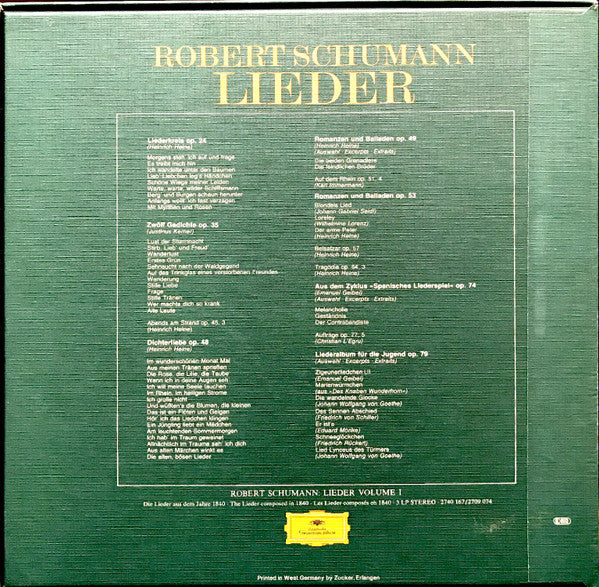 ROBERT SCHUMANN
LIEDER
Liederkreis op. 24
(Heinrich Heine)
Morgens steh' ich auf und frage
Es treibt mich hin
Ich wandelte unter den Bäumen
Lieb' Liebchen, leg's Händchen
Schöne Wiege meiner Leiden
Warte, warte, wilder Schiffsmann
Berg' und Burgen schaun herunter
Anfangs wollt' ich fast verzagen
Mit Myrthen und Rosen
Zwölf Gedichte op. 35
(Justinus Kerner)
Lust der Sturmnacht
Stirb, Lieb' und Freud'
Wanderlust
Erstes Grün
Sehnsucht nach der Waldgegend
Auf das Trinkglas eines verstorbenen Freundes
Wanderung
Stille Liebe
Frage
Stille Tränen
Wer machte dich so krank
Alte Laute
Abends am Strand op. 45, 3
(Heinrich Heine)
Dichterliebe op. 48
(Heinrich Heine)
Im wunderschönen Monat Mai
Aus meinen Tränen sprießen
Die Rose, die Lilie, die Taube
Wenn ich in deine Augen seh
Ich will meine Seele tauchen
Im Rhein, im heiligen Strome
Ich grolle nicht
Und wüßten's die Blumen, die kleinen
Das ist ein Flöten und Geigen
Hör' ich das Liedchen klingen
Ein Jüngling liebt ein Mädchen
Am leuchtenden Sommermorgen
Ich hab' im Traum geweinet
Allnächtlich im Traume seh' ich dich
Aus alten Märchen winkt es
Die alten, bösen Lieder
Romanzen und Balladen op. 49
(Heinrich Heine)
(Auswahl · Excerpts · Extraits)
Die beiden Grenadiere
Die feindlichen Brüder
Auf dem Rhein op. 51, 4
(Karl Immermann)
Romanzen und Balladen op. 53
Blondels Lied
(Johann Gabriel Seidl)
Loreley
(Wilhelmine Lorenz)
Der arme Peter
(Heinrich Heine)
Belsatzar op. 57
(Heinrich Heine)
Tragödie op. 64, 3
(Heinrich Heine)
Aus dem Zyklus »Spanisches Liederspiel« op. 74
(Emanuel Geibel)
(Auswahl · Excerpts · Extraits)
Melancholie
Geständnis
Der Contrabandiste
Aufträge op. 77, 5
(Christian L'Egru)
Liederalbum für die Jugend op. 79
(Auswahl · Excerpts · Extraits)
Zigeunerliedchen I,II
(Emanuel Geibel)
Marienwürmchen
(aus »Des Knaben Wunderhorn«)
Die wandelnde Glocke
(Johann Wolfgang von Goethe)
Des Sennen Abschied
(Friedrich von Schiller)
Er ist's
(Eduard Mörike)
Schneeglöckchen
(Friedrich Rückert)
Lied Lynceus des Türmers
(Johann Wolfgang von Goethe)
ROBERT SCHUMANN: LIEDER VOLUME 1
Die Lieder aus dem Jahre 1840 · The Lieder composed in 1840 · Les Lieder composés en 1840 · 3 LP STEREO · 2740 167/2709 074
Deutsche
Grammophon
Printed in West Germany by Zucker, Erlangen